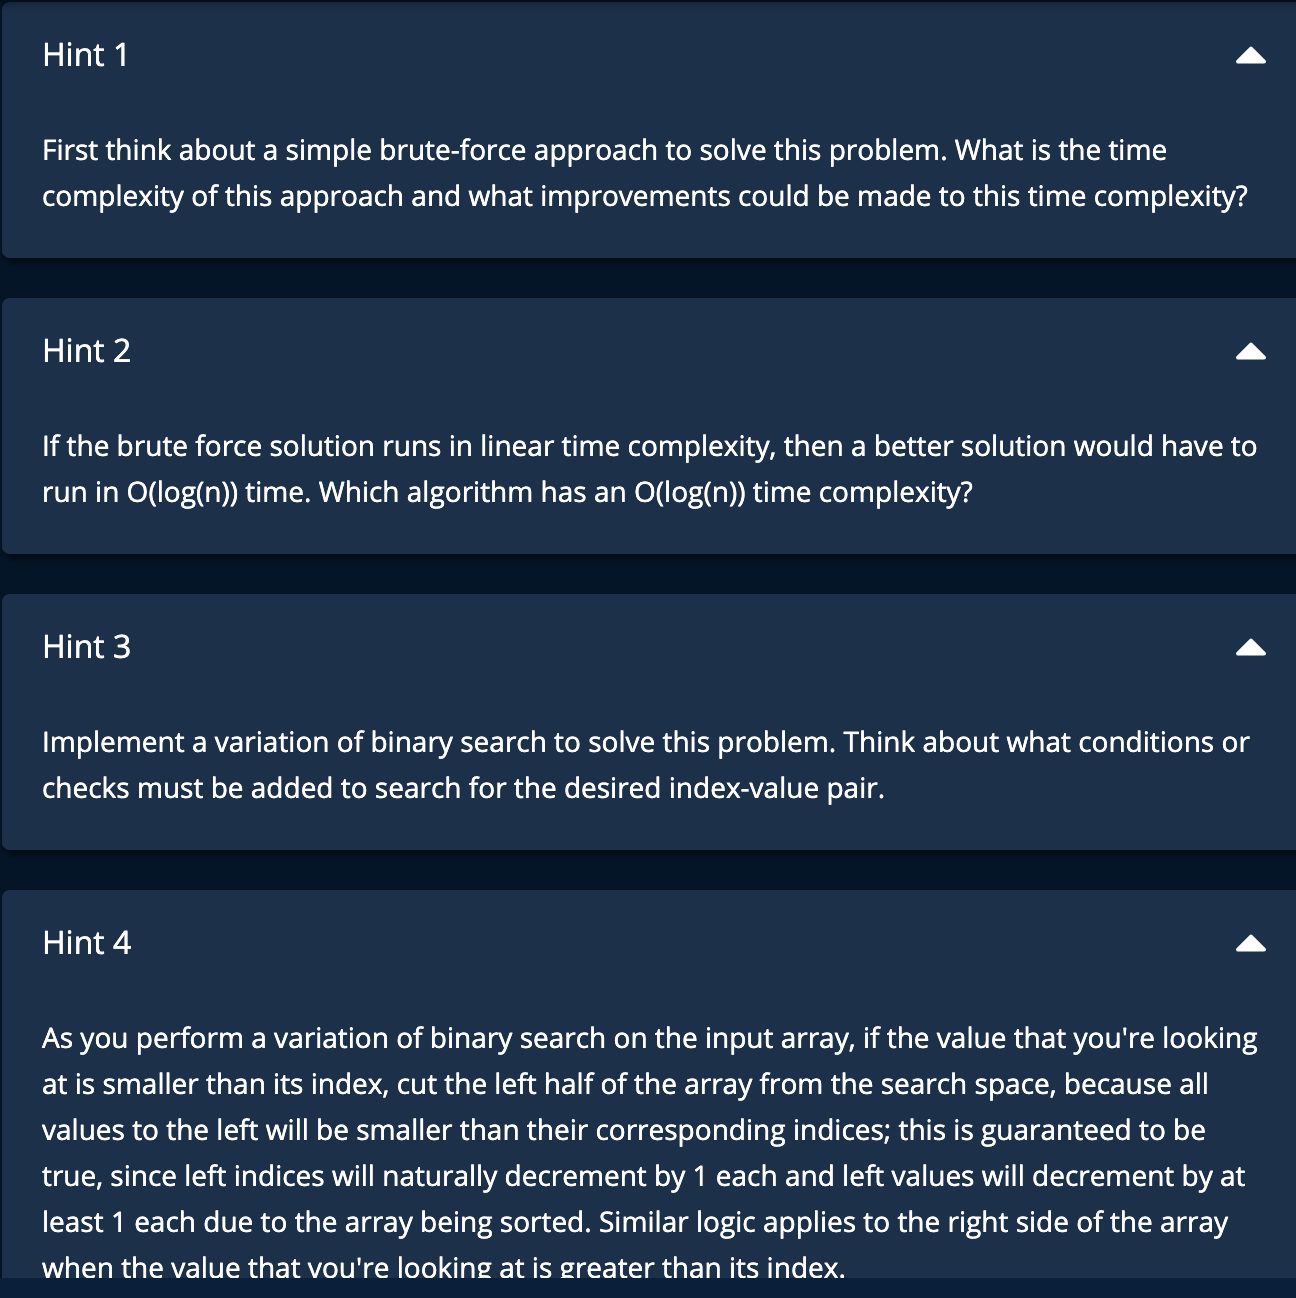 Hint 1
First think about a simple brute-force approach to solve this problem. What is the time
complexity of this approach and what improvements could be made to this time complexity?
Hint 2
If the brute force solution runs in linear time complexity, then a better solution would have to
run in O(log(n)) time. Which algorithm has an O(log(n)) time complexity?
Hint 3
Implement a variation of binary search to solve this problem. Think about what conditions or
checks must be added to search for the desired index-value pair.
Hint 4
As you perform a variation of binary search on the input array, if the value that you're looking
at is smaller than its index, cut the left half of the array from the search space, because all
values to the left will be smaller than their corresponding indices; this is guaranteed to be
true, since left indices will naturally decrement by 1 each and left values will decrement by at
least 1 each due to the array being sorted. Similar logic applies to the right side of the array
when the value that you're looking at is greater than its index.